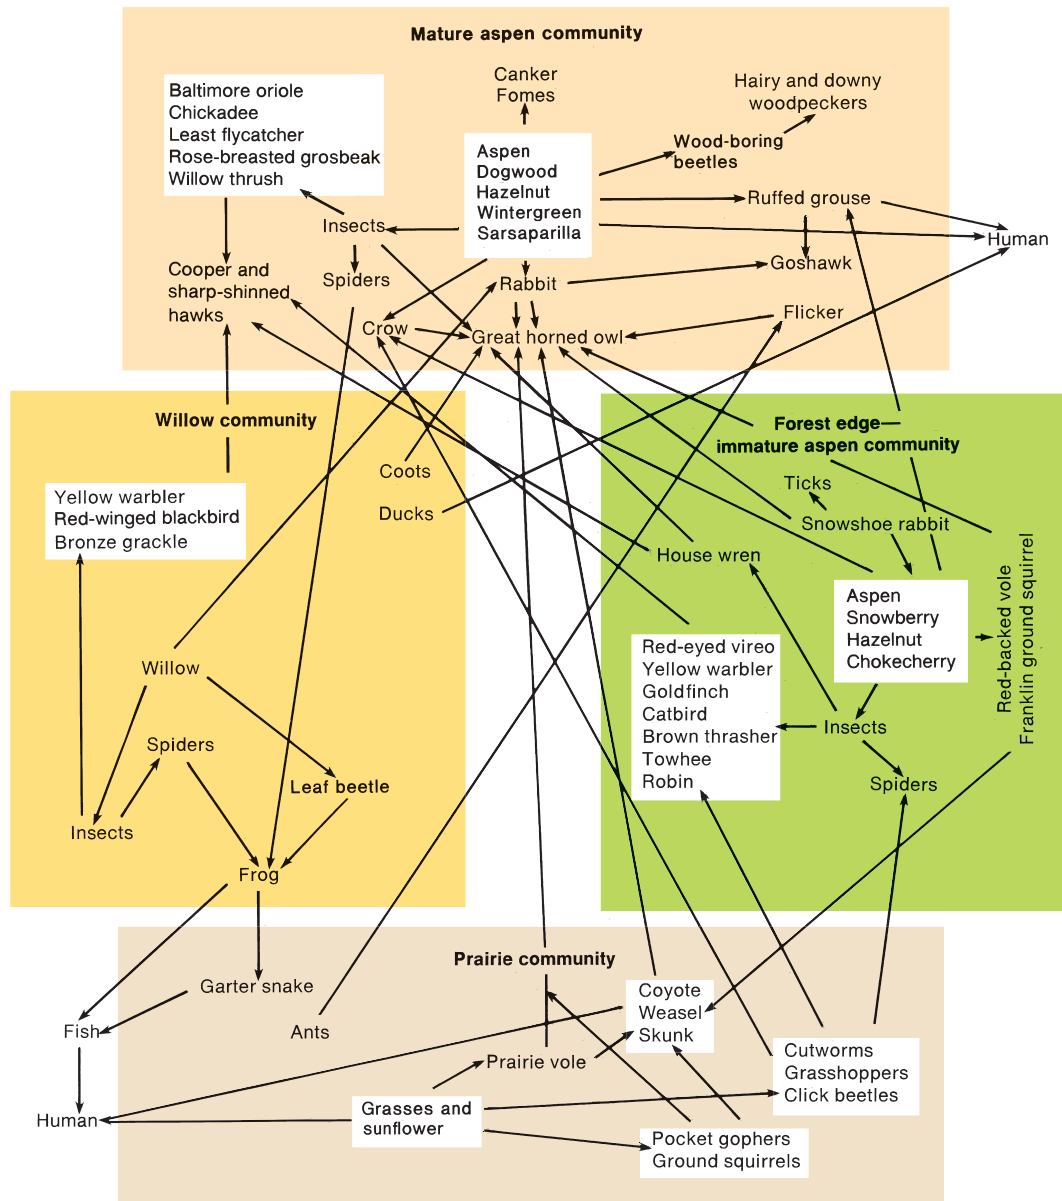 Mature aspen community
Canker
Fomes
Hairy and downy
woodpeckers
Baltimore oriole
Chickadee
Least flycatcher
Rose-breasted grosbeak
Willow thrush
Aspen
Dogwood
Hazelnut
Wintergreen
Sarsaparilla
Wood-boring
beetles
Ruffed grouse
Insects
Human
Cooper and
sharp-shinned
hawks
Spiders
Rabbit
Goshawk
Crow
Great horned owl
Flicker
Willow community
Coots
Ducks
Yellow warbler
Red-winged blackbird
Bronze grackle
Willow
Spiders
Leaf beetle
Insects
Frog
Forest edge
immature aspen community
Ticks
Snowshoe rabbit
House wren
Aspen
Snowberry
Hazelnut
Chokecherry
Red-backed vole
Franklin ground squirrel
Red-eyed vireo
Yellow warbler
Goldfinch
Catbird
Brown thrasher
Towhee
Robin
Insects
Spiders
Prairie community
Garter snake
Fish
Ants
Coyote
Weasel
Skunk
Prairie vole
Cutworms
Grasshoppers
Click beetles
Human
Grasses and
sunflower
Pocket gophers
Ground squirrels